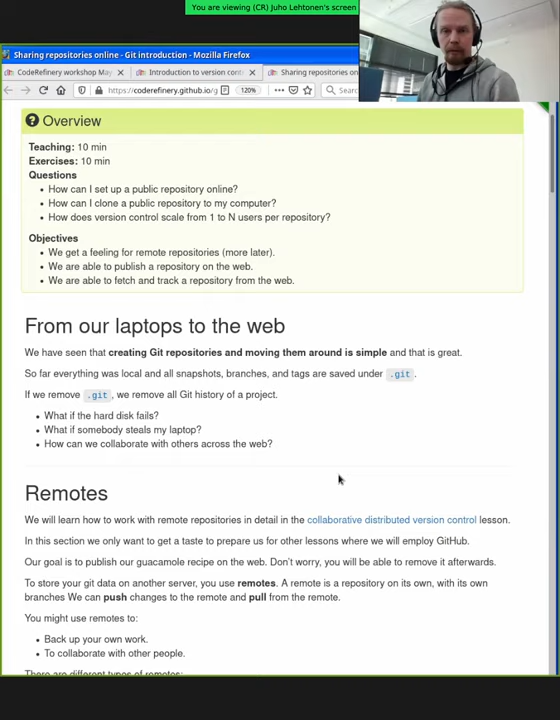 You are viewing (CR) Juho Lehtonen's screen
Sharing repositories online - Git introduction - Mozilla Firefox
CodeRefinery workshop May
Introduction to version cont
Sharing repositories on
https://coderefinery.github.io/g
120%
Sear
Overview
Teaching: 10 min
Exercises: 10 min
Questions
How can I set up a public repository online?
How can I clone a public repository to my computer?
How does version control scale from 1 to N users per repository?
Objectives
We get a feeling for remote repositories (more later).
We are able to publish a repository on the web.
We are able to fetch and track a repository from the web.
From our laptops to the web
We have seen that creating Git repositories and moving them around is simple and that is great.
So far everything was local and all snapshots, branches, and tags are saved under .git.
If we remove .git, we remove all Git history of a project.
What if the hard disk fails?
What if somebody steals my laptop?
How can we collaborate with others across the web?
Remotes
We will learn how to work with remote repositories in detail in the collaborative distributed version control lesson.
In this section we only want to get a taste to prepare us for other lessons where we will employ GitHub.
Our goal is to publish our guacamole recipe on the web. Don't worry, you will be able to remove it afterwards.
To store your git data on another server, you use remotes. A remote is a repository on its own, with its own
branches We can push changes to the remote and pull from the remote.
You might use remotes to:
Back up your own work.
To collaborate with other people.
There are different types of remotes: